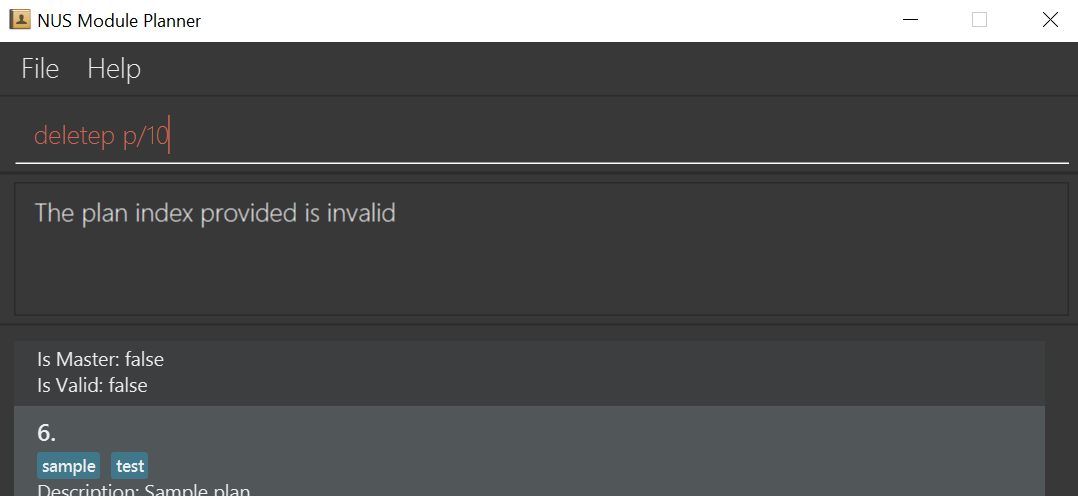 NUS Module Planner
File Help
deletep p/10
The plan index provided is invalid
Is Master: false
Is Valid: false
6.
sample test
Description: Sample plan